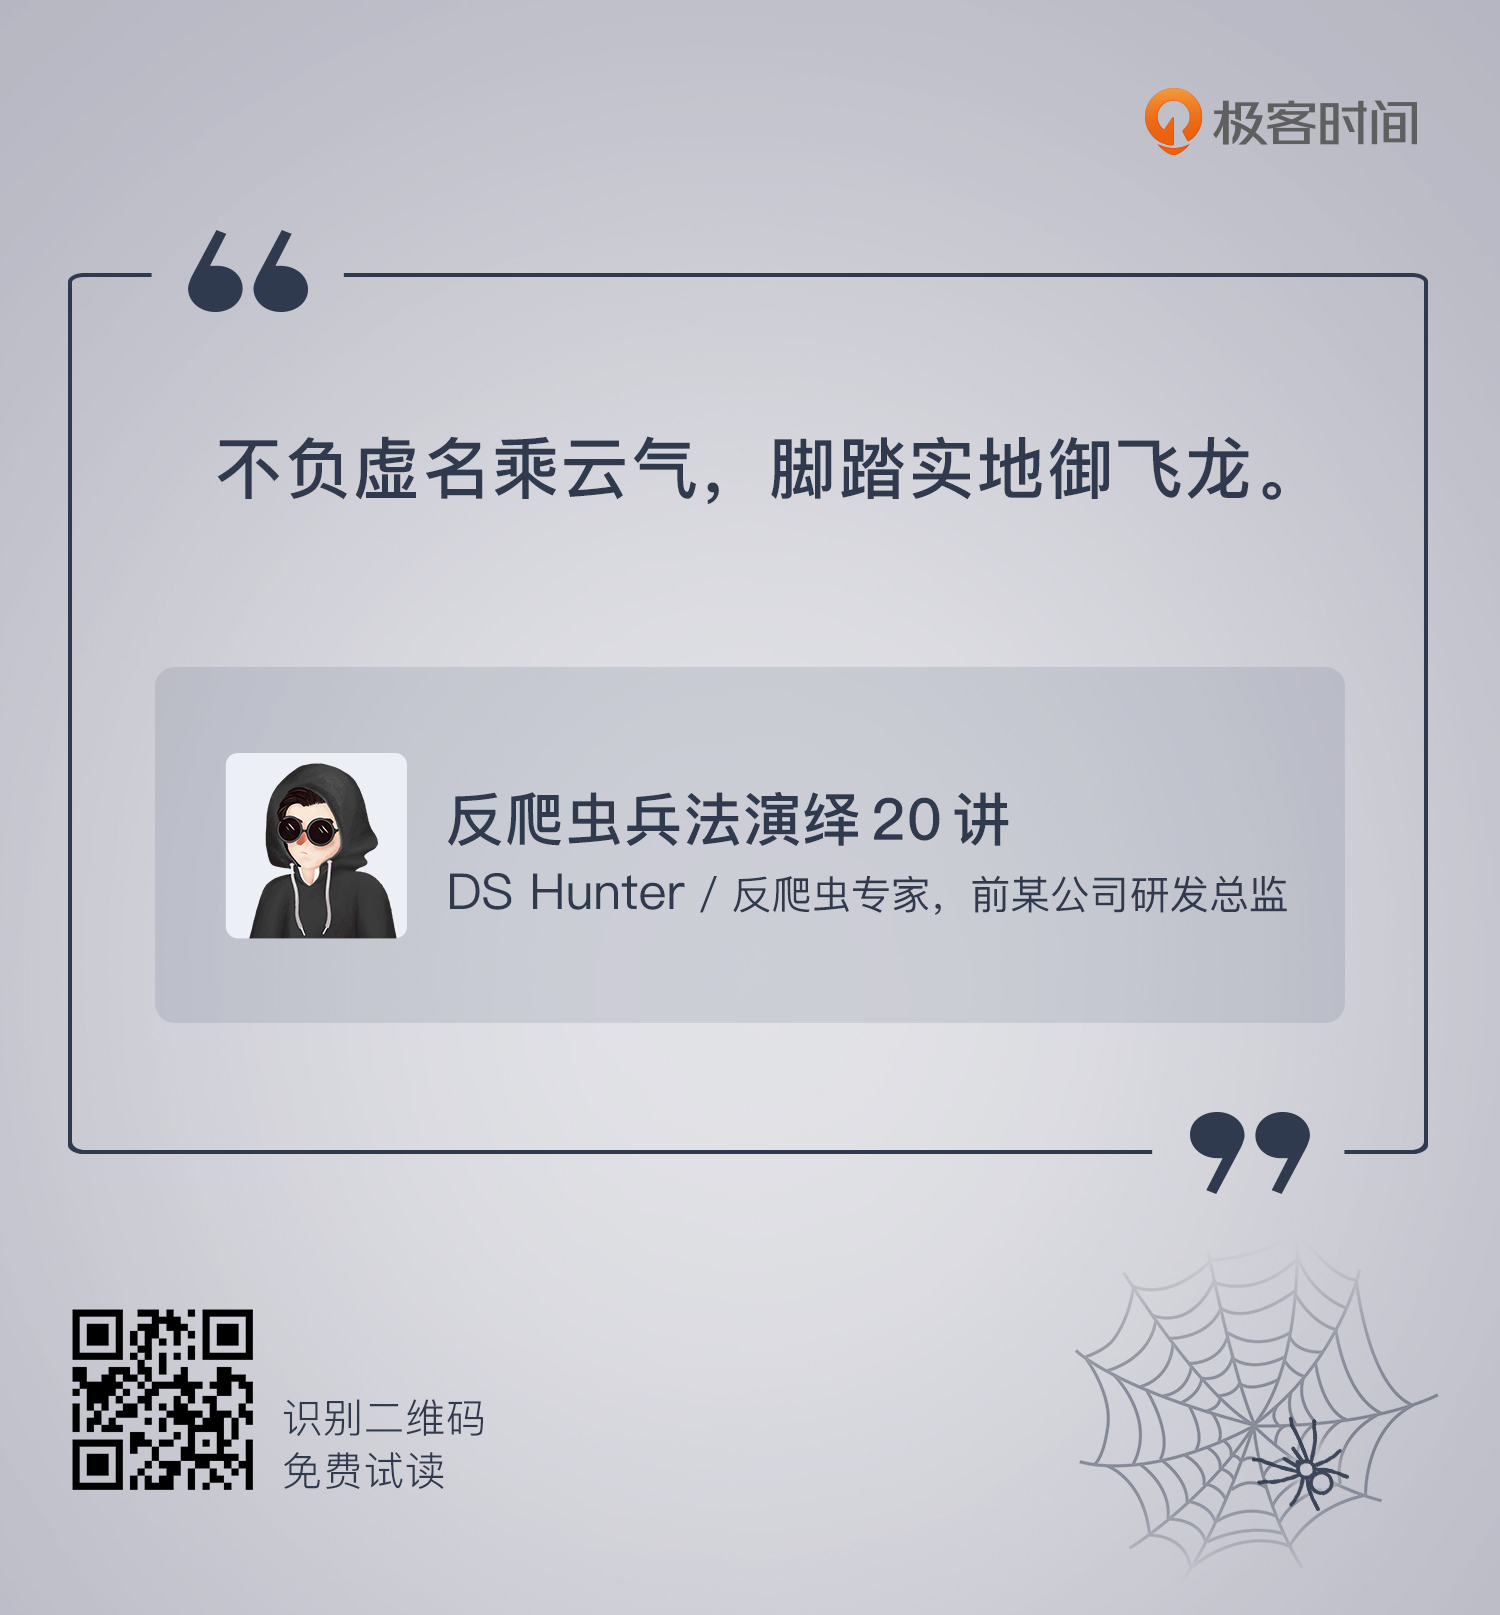 极客时间
不负虚名乘云气，脚踏实地御飞龙。
反爬虫兵法演绎 20 讲
DS Hunter / 反爬虫专家，前某公司研发总监
识别二维码
免费试读